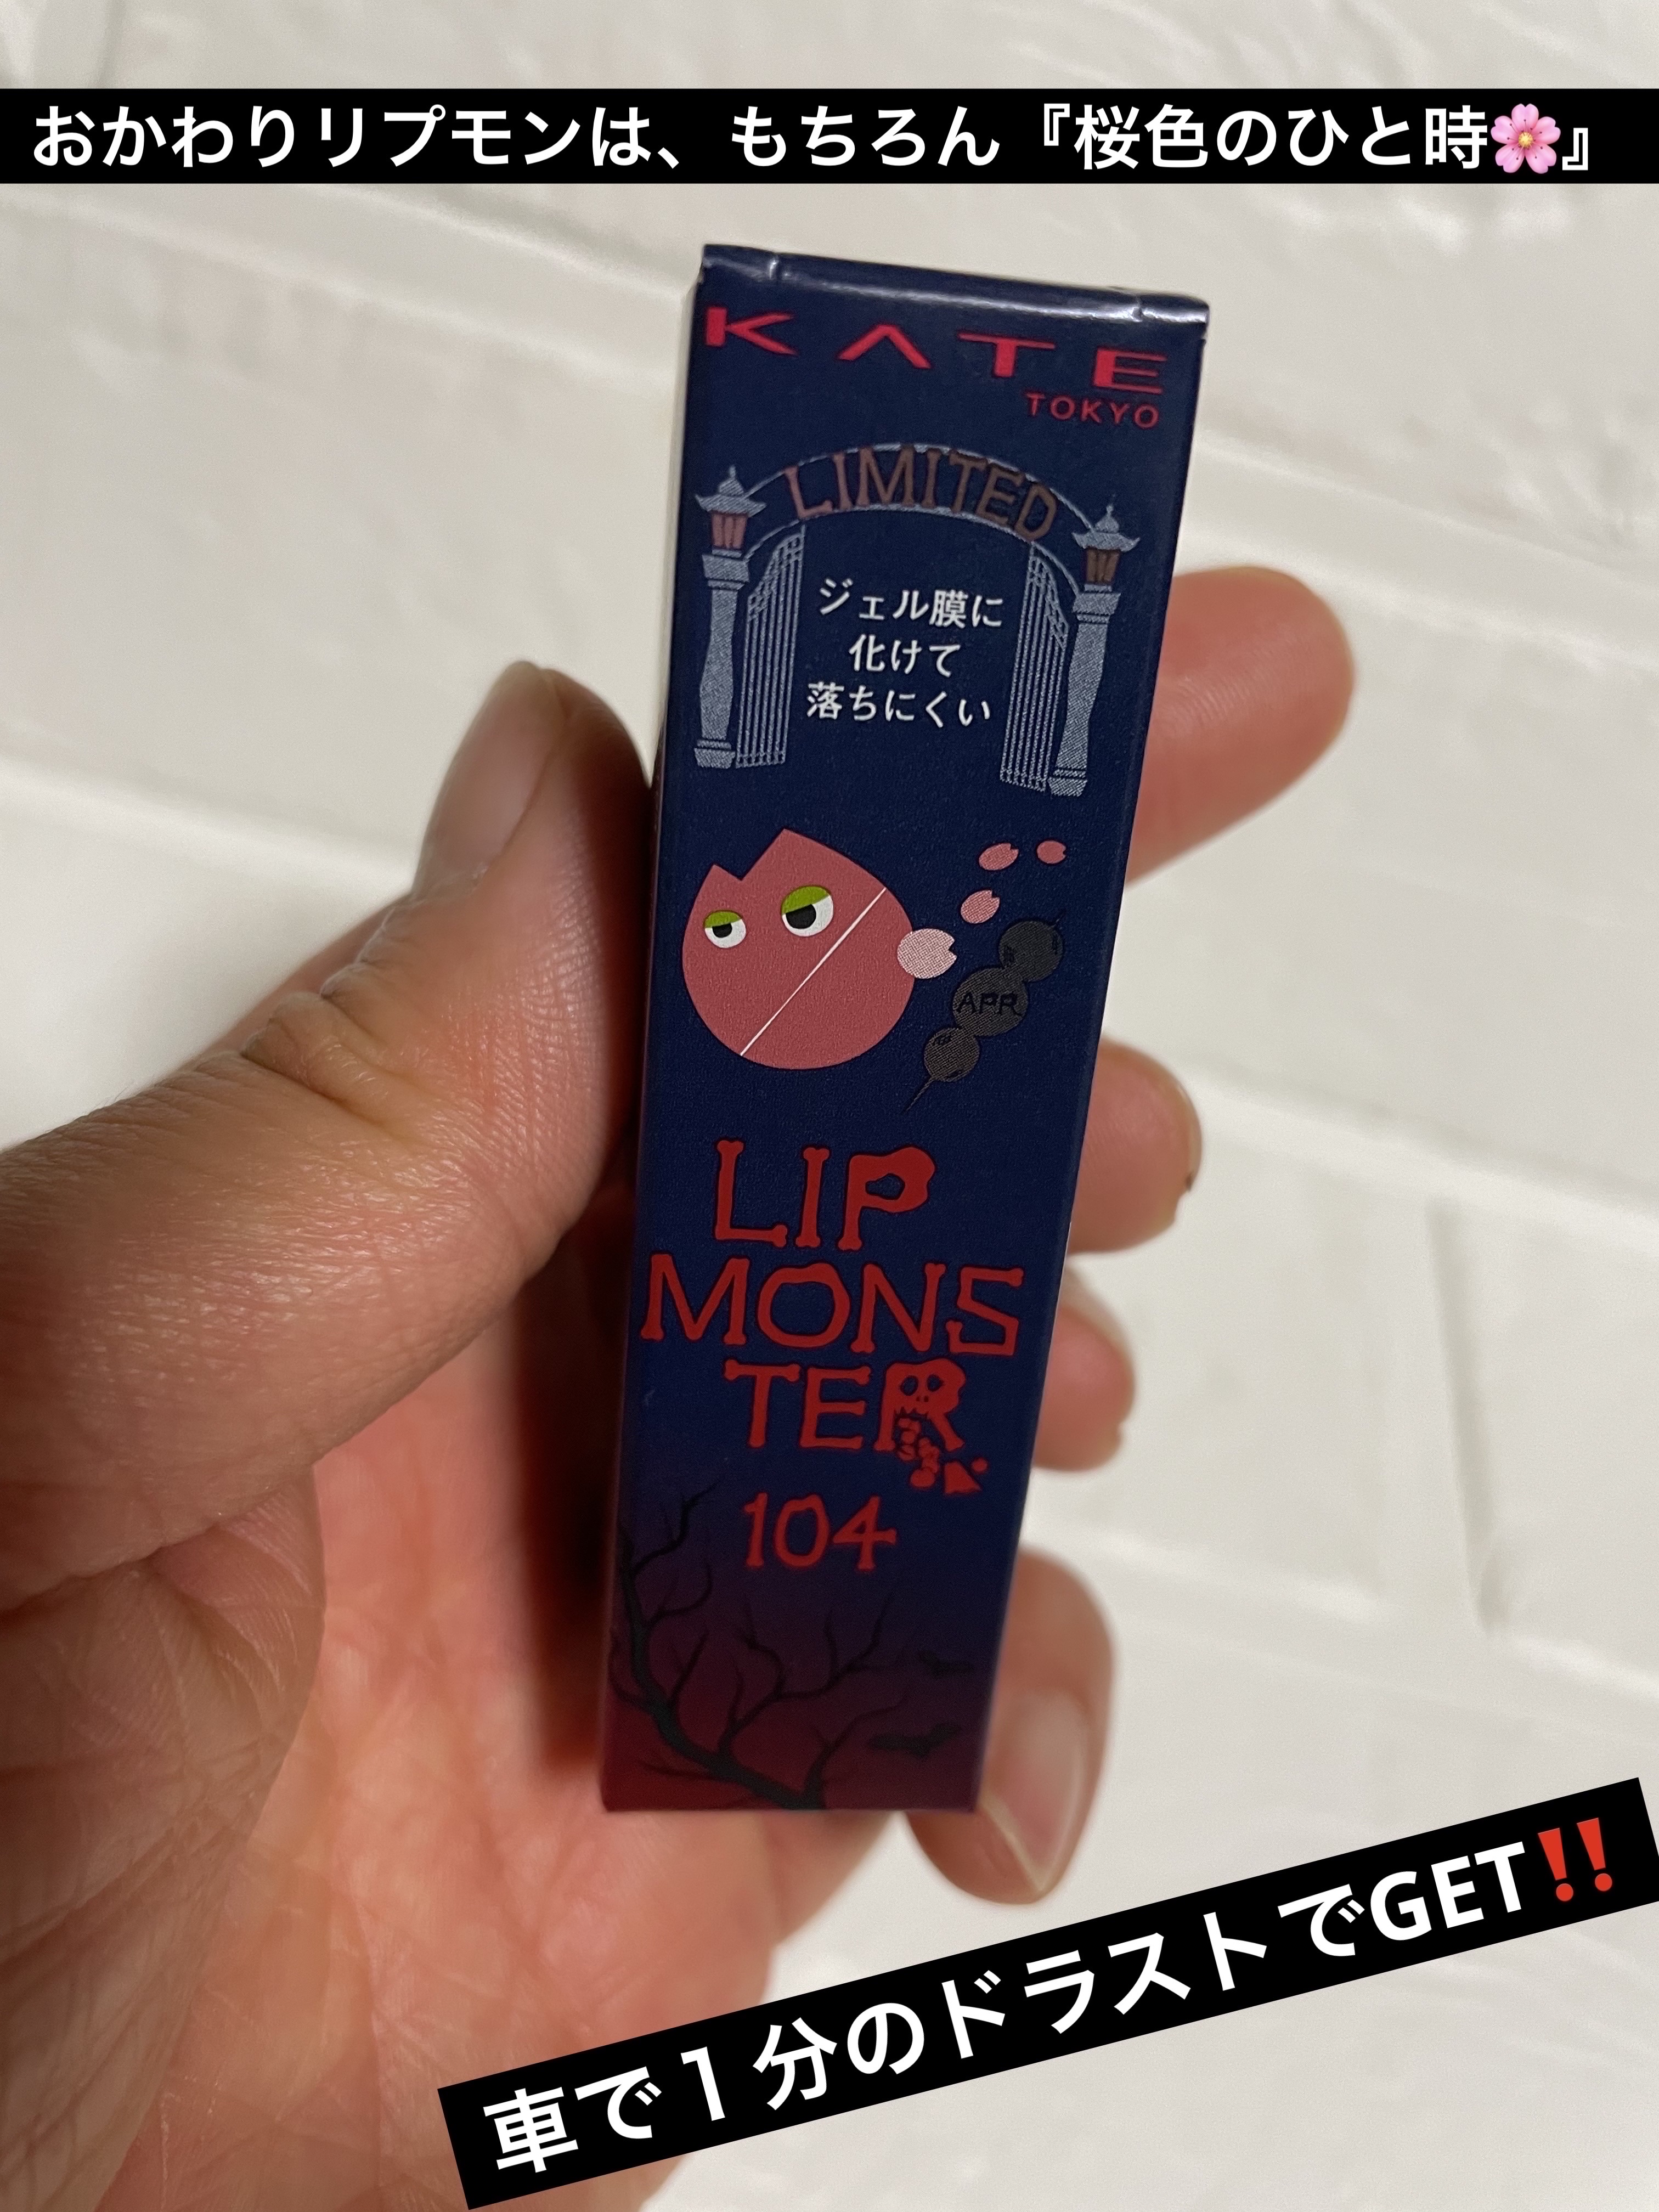 おかわりリプモンは、もちろん『桜色のひと時🌸』
KATE
TOKYO
LIMITED
ジェル膜に
化けて
落ちにくい
APR
LIP
MONS
TER
104
車で1分のドラストでGET‼️